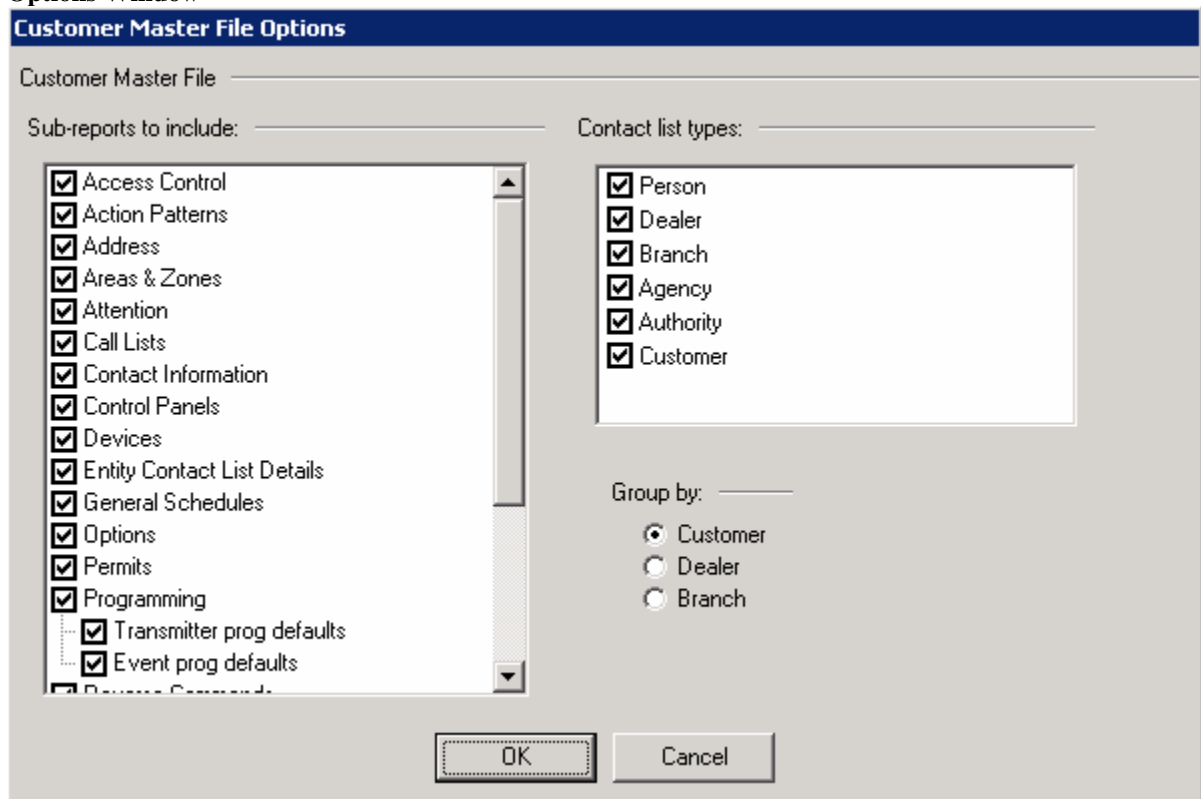 Options Window
Customer Master File Options
Customer Master File
Sub-reports to include:
Access Control
Action Patterns
Address
Areas & Zones
Attention
Call Lists
Contact Information
Control Panels
Devices
Entity Contact List Details
General Schedules
Options
Permits
Programming
Transmitter prog defaults
Event prog defaults
Contact list types:
Person
Dealer
Branch
Agency
Authority
Customer
Group by:
Customer
Dealer
Branch
OK
Cancel